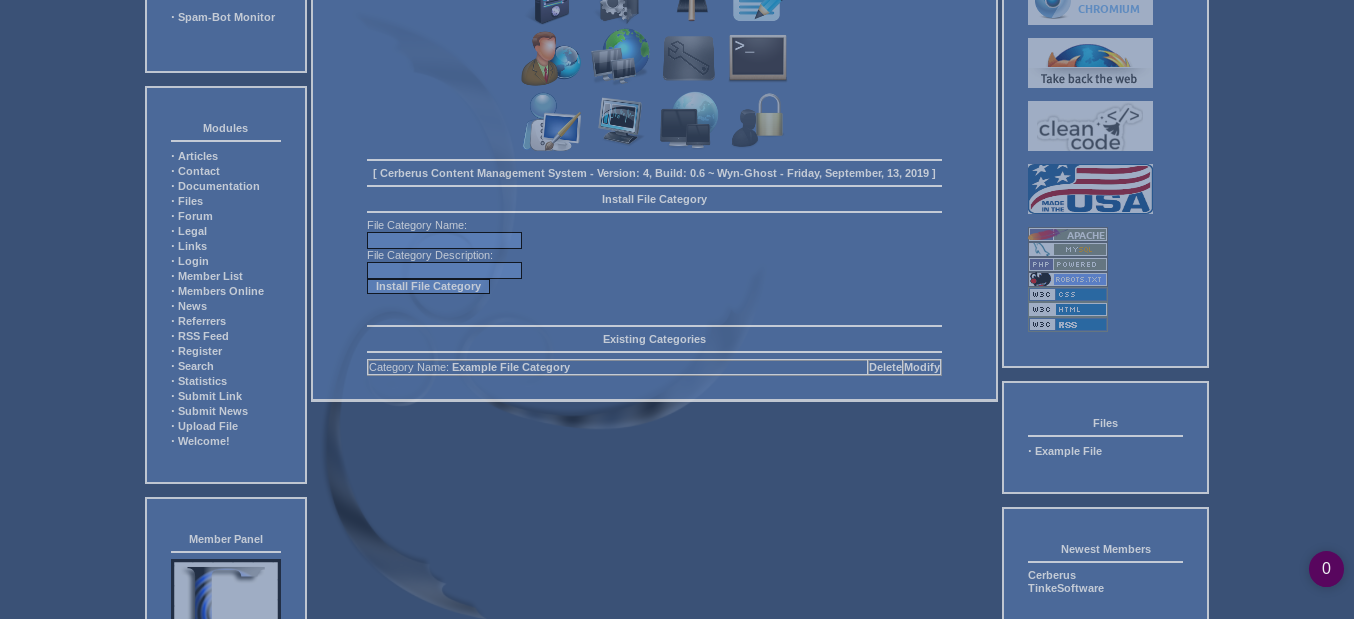 · Spam-Bot Monitor
Modules
· Articles
· Contact
· Documentation
· Files
· Forum
· Legal
· Links
· Login
· Member List
· Members Online
· News
· Referrers
· RSS Feed
· Register
· Search
· Statistics
· Submit Link
· Submit News
· Upload File
· Welcome!
Member Panel
>_
[ Cerberus Content Management System - Version: 4, Build: 0.6 ~ Wyn-Ghost - Friday, September, 13, 2019 ]
Install File Category
File Category Name:
File Category Description:
Install File Category
Existing Categories
Category Name: Example File Category Delete Modify
CHROMIUM
Take back the web
clean </>
code
MADE IN THE USA
APACHE
MySQL
PHP POWERED
ROBOTS.TXT
W3C CSS
W3C HTML
W3C RSS
Files
· Example File
Newest Members
Cerberus
TinkeSoftware
0